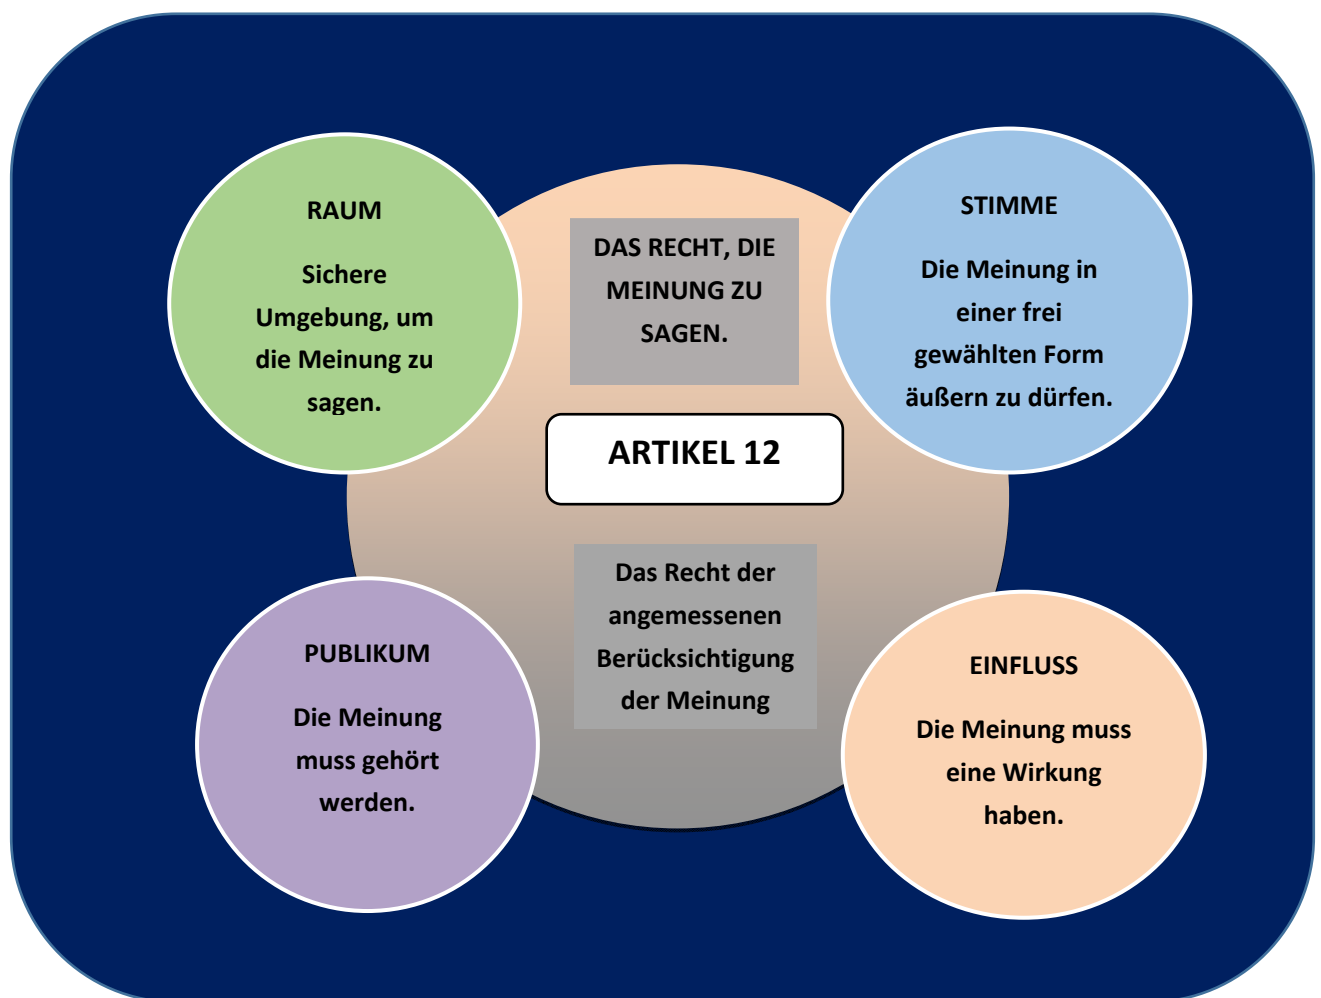 RAUM
Sichere
Umgebung, um
die Meinung zu
sagen.
DAS RECHT, DIE
MEINUNG ZU
SAGEN.
STIMME
Die Meinung in
einer frei
gewählten Form
äußern zu dürfen.
ARTIKEL 12
Das Recht der
angemessenen
Berücksichtigung
der Meinung
PUBLIKUM
Die Meinung
muss gehört
werden.
EINFLUSS
Die Meinung muss
eine Wirkung
haben.